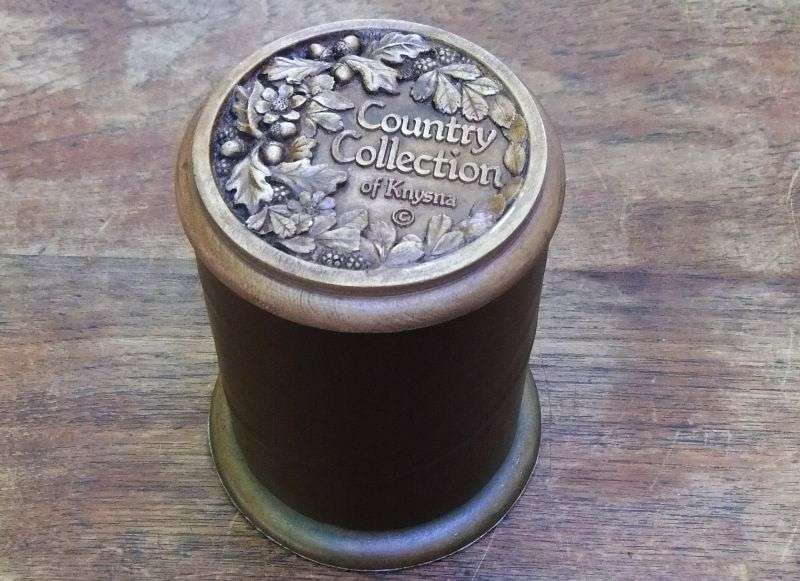 Country
Collection
of Knysna
©